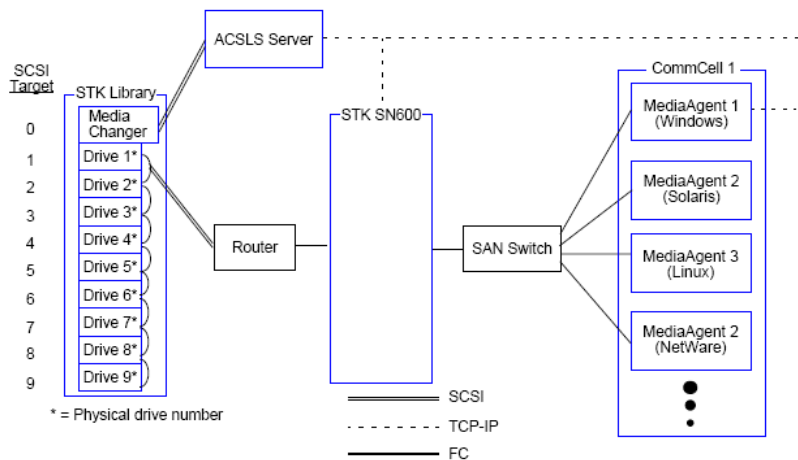 ACSLS Server
SCSI
Target
STK Library
Media
Changer
Drive 1*
Drive 2*
Drive 3*
Drive 4*
Drive 5*
Drive 6*
Drive 7*
Drive 8*
Drive 9*
0
1
2
3
4
5
6
7
8
9
* = Physical drive number
Router
STK SN600
SAN Switch
CommCell 1
MediaAgent 1
(Windows)
MediaAgent 2
(Solaris)
MediaAgent 3
(Linux)
MediaAgent 2
(NetWare)
SCSI
TCP-IP
FC